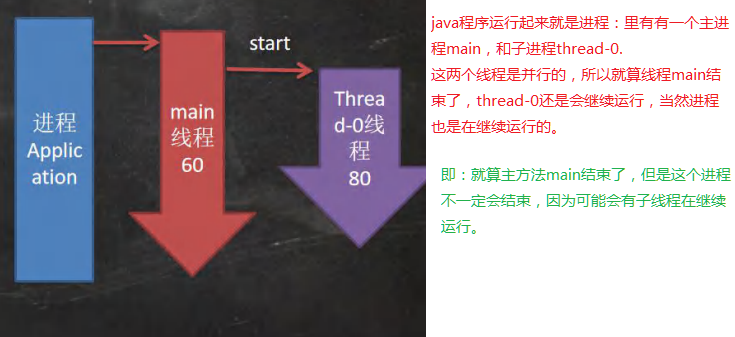 进程
Applic
ation
main
线程
60
start
Threa
d-0线
程
80
java程序运行起来就是进程：里有有一个主进
程main，和子进程thread-0.
这两个线程是并行的，所以就算线程main结
束了，thread-0还是会继续运行，当然进程
也是在继续运行的。
即：就算主方法main结束了，但是这个进程
不一定会结束，因为可能会有子线程在继续
运行。